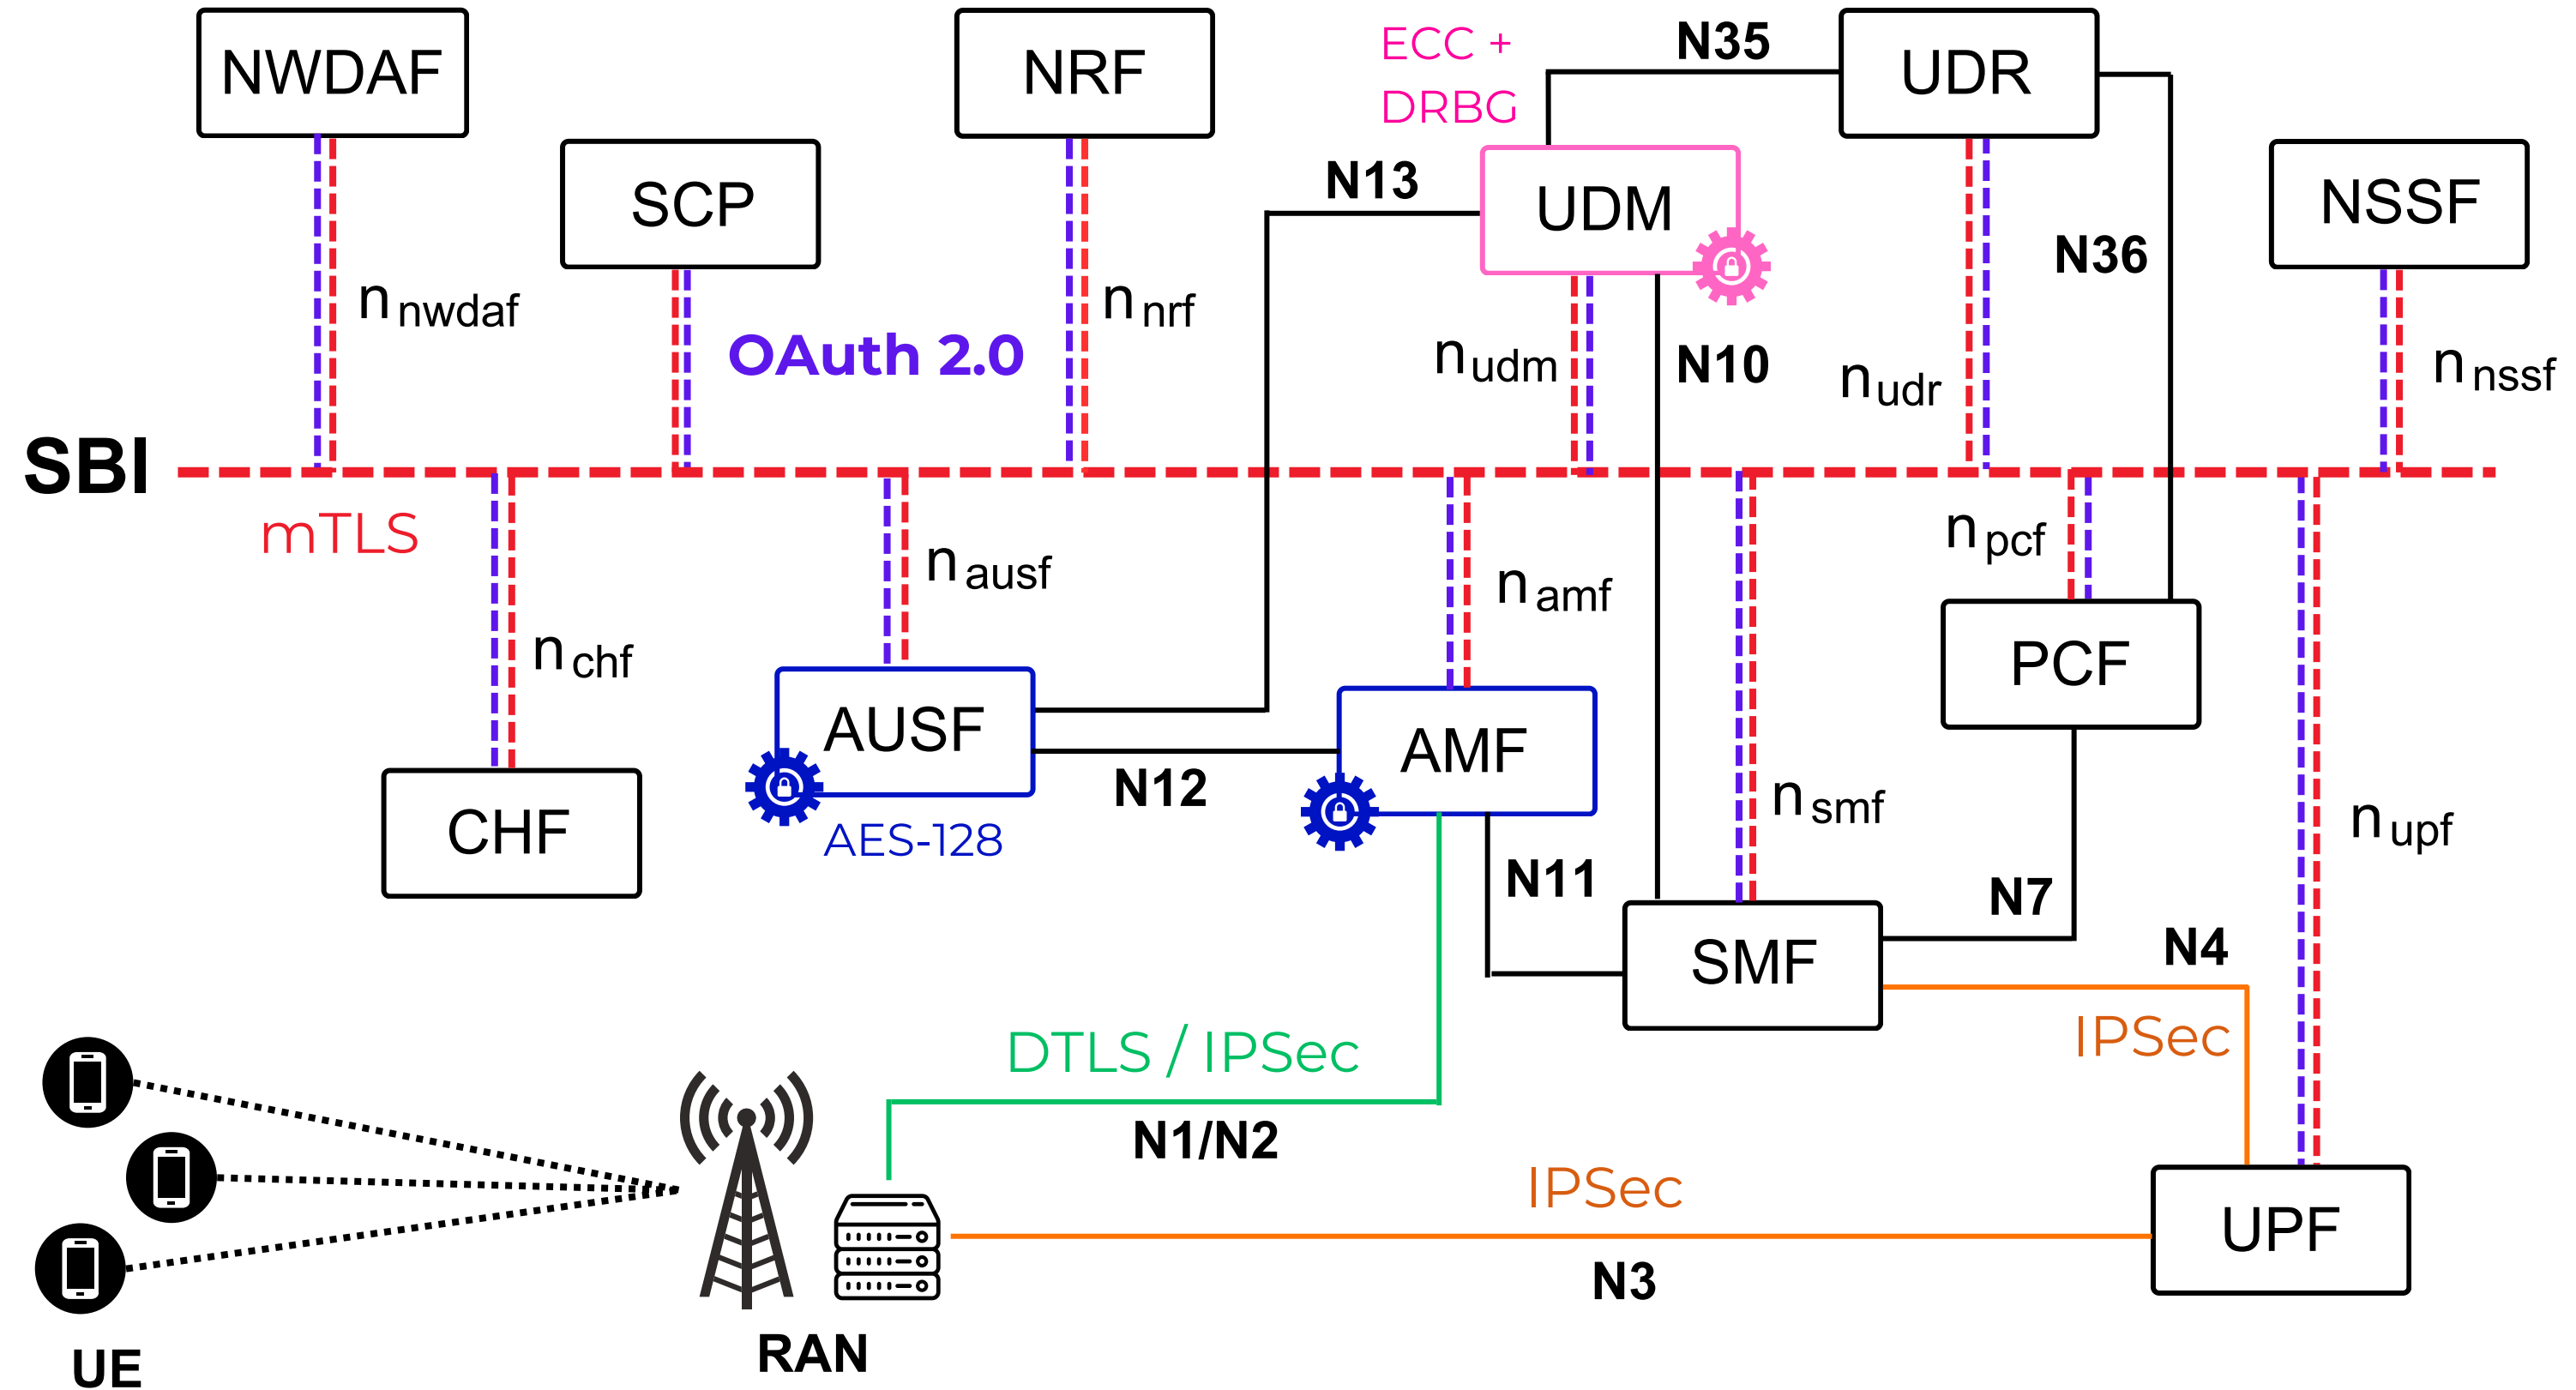 NWDAF
NRF
ECC +
DRBG
N35
UDR
SCP
N13
UDM
N36
NSSF
n nwdaf
OAuth 2.0
n nrf
n udm
N10
n udr
n nssf
SBI
mTLS
n chf
n ausf
n amf
n pcf
PCF
AUSF
AMF
N12
n smf
n upf
CHF
AES-128
N11
N7
SMF
N4
DTLS / IPSec
IPSec
N1/N2
IPSec
UPF
N3
RAN
UE